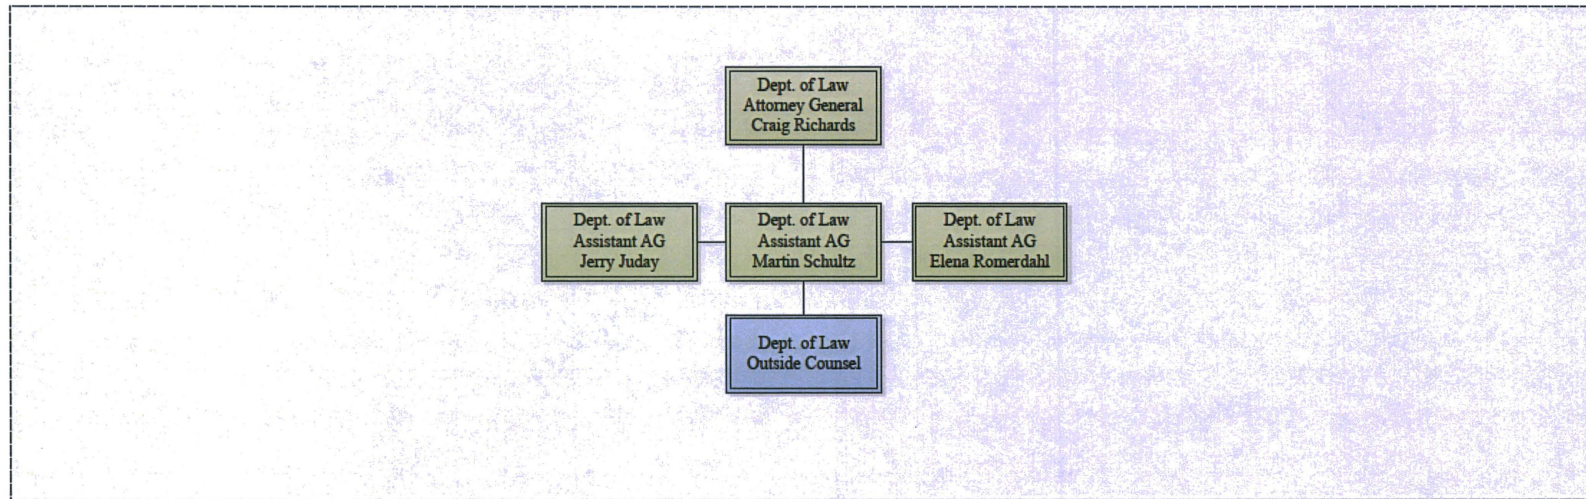 Dept. of Law
Attorney General
Craig Richards
Dept. of Law
Assistant AG
Jerry Juday
Dept. of Law
Assistant AG
Martin Schultz
Dept. of Law
Assistant AG
Elena Romerdahl
Dept. of Law
Outside Counsel